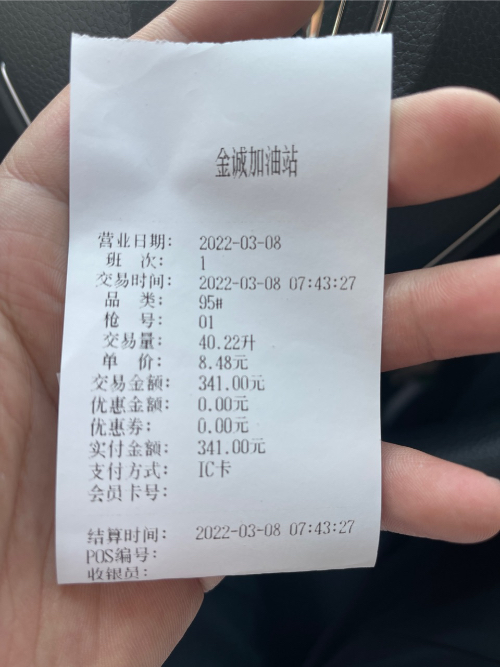 金诚加油站
营业日期: 2022-03-08
班 次: 1
交易时间: 2022-03-08 07:43:27
品 类: 95#
枪 号: 01
交易量: 40.22升
单 价: 8.48元
交易金额: 341.00元
优惠金额: 0.00元
优惠券: 0.00元
实付金额: 341.00元
支付方式: IC卡
会员卡号:
结算时间: 2022-03-08 07:43:27
POS编号:
收银员: